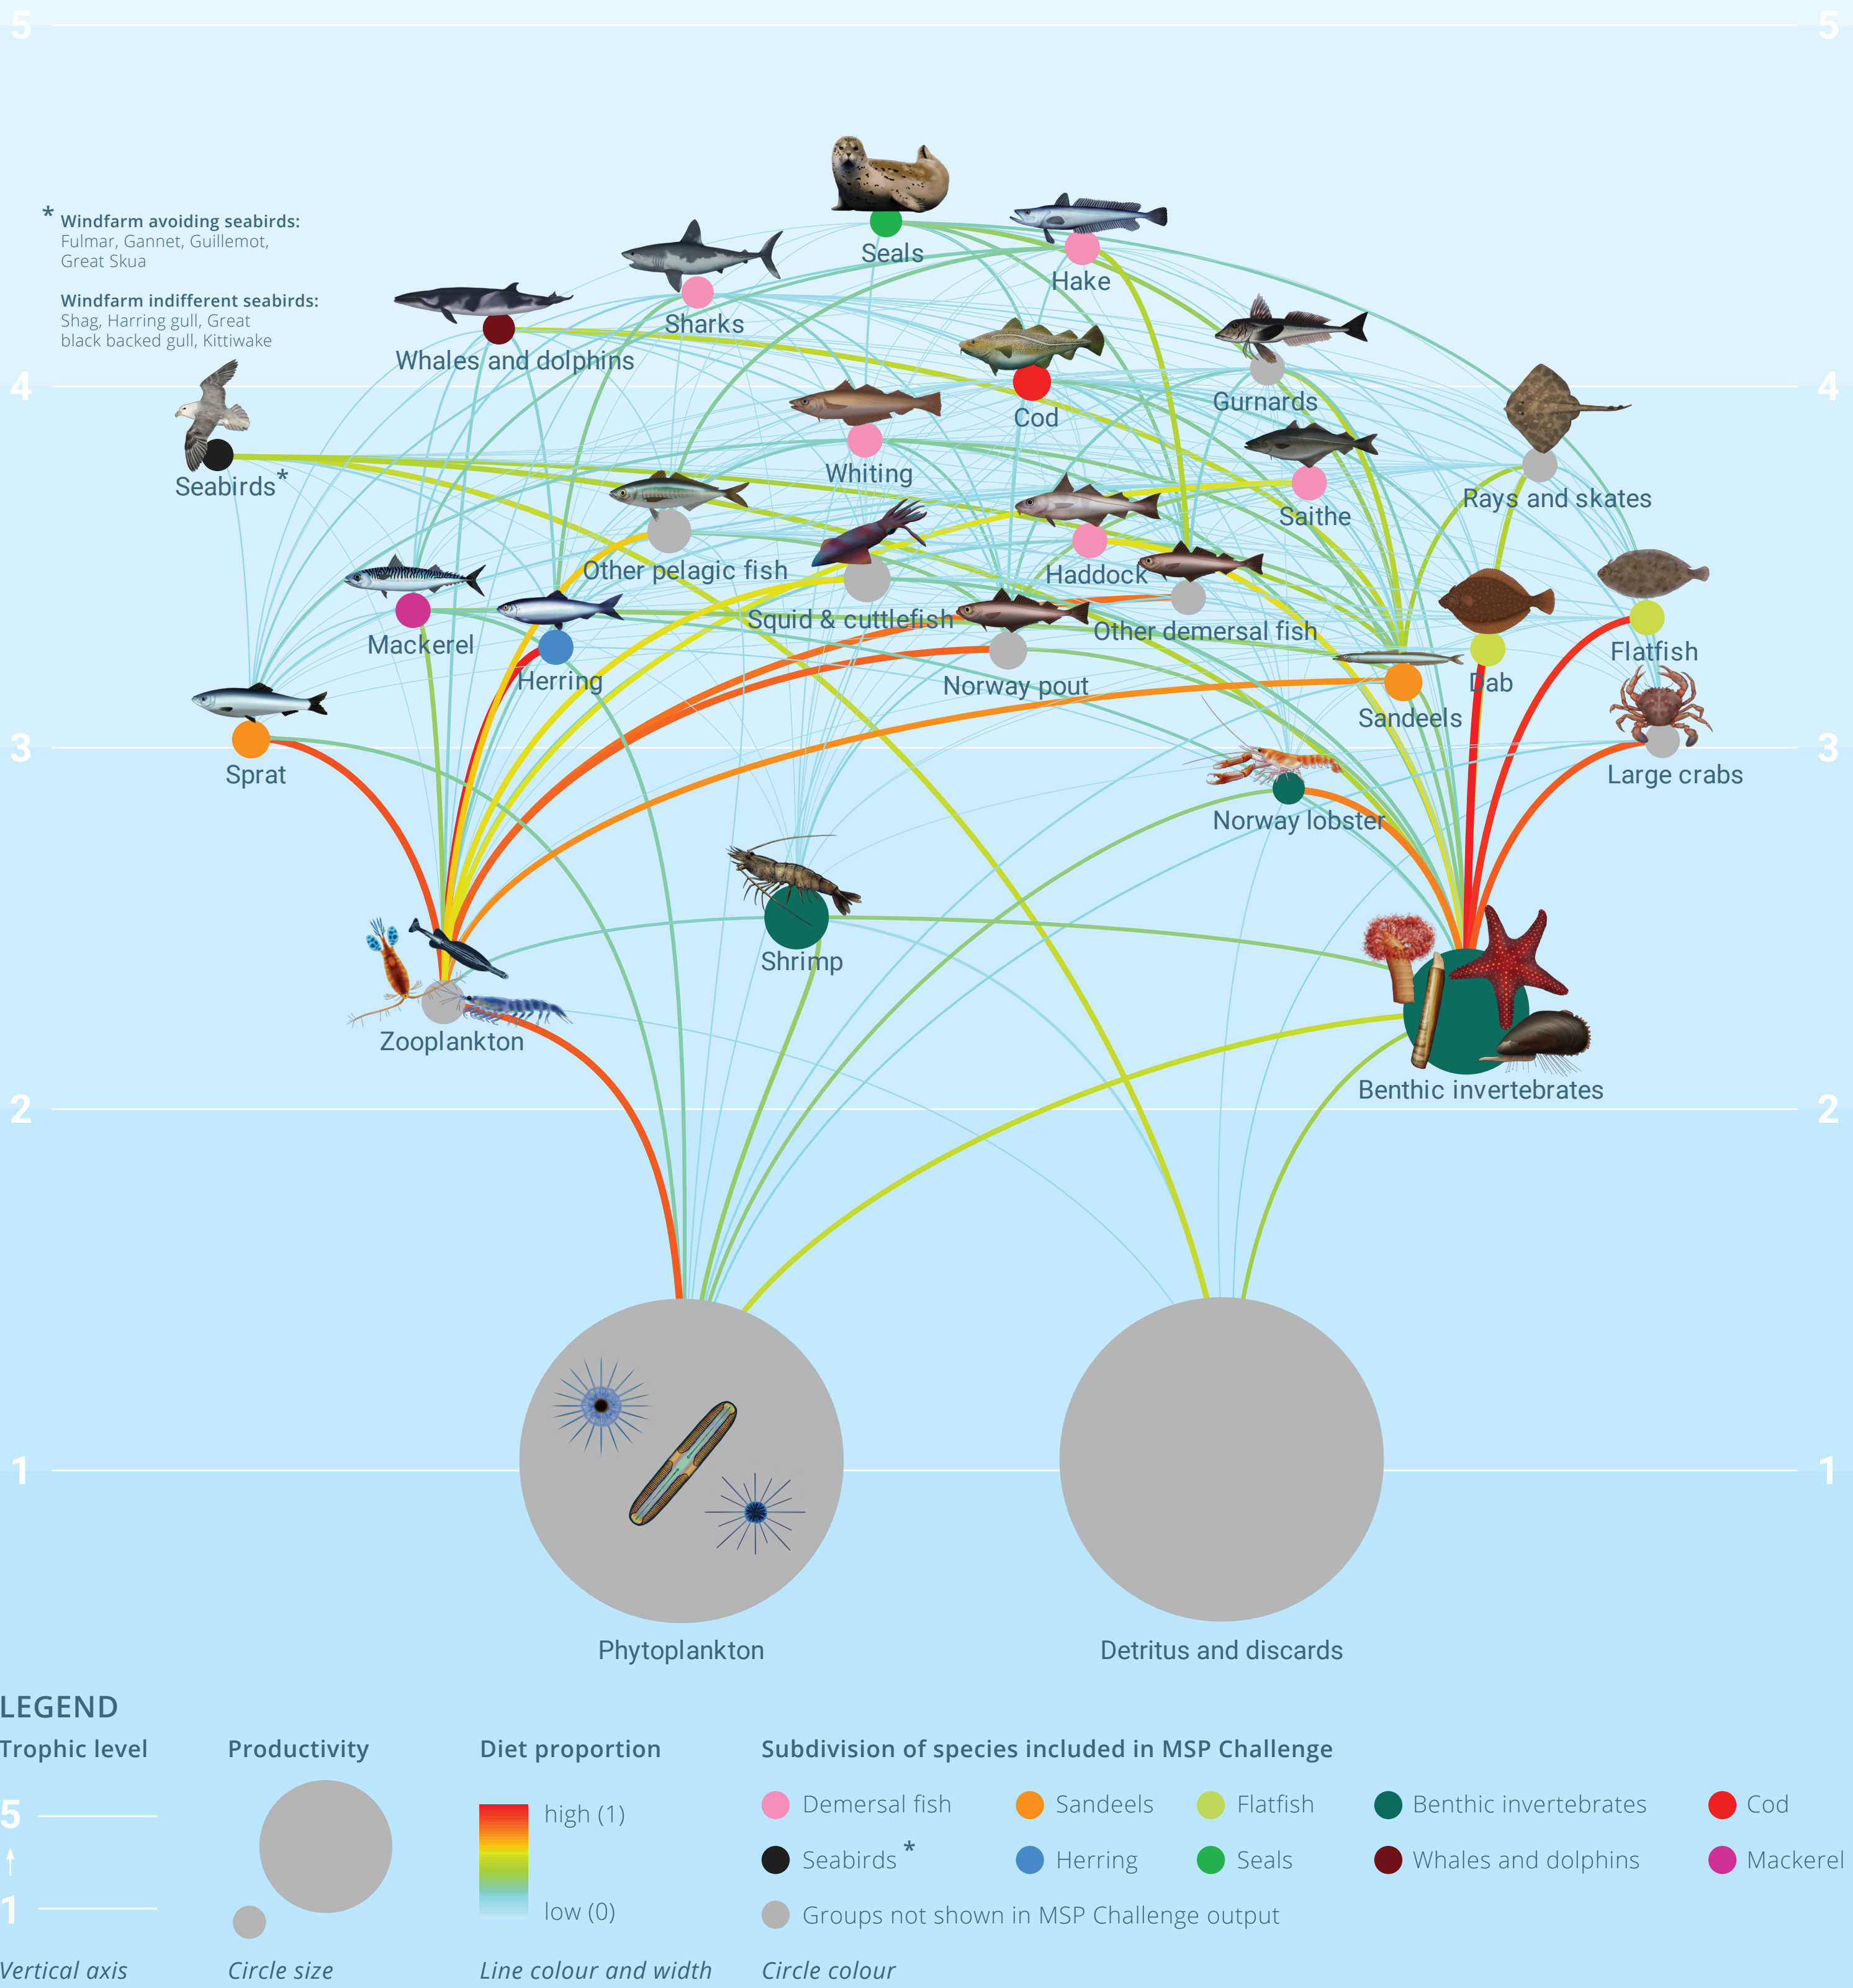 5 5
* Windfarm avoiding seabirds:
Fulmar, Gannet, Guillemot,
Great Skua
Windfarm indifferent seabirds:
Shag, Harring gull, Great
black backed gull, Kittiwake
Seals
Hake
Sharks
Whales and dolphins
4 4
Cod
Gurnards
Whiting
Seabirds*
Rays and skates
Saithe
Other pelagic fish
Haddock
Squid & cuttlefish
Other demersal fish
Mackerel
Flatfish
Herring
Norway pout
Dab
Sandeels
3 3
Sprat
Large crabs
Norway lobster
Shrimp
Zooplankton
Benthic invertebrates
2 2
1 1
Phytoplankton
Detritus and discards
LEGEND
Trophic level
5
1
Vertical axis
Productivity
Circle size
Diet proportion
high (1)
low (0)
Line colour and width
Subdivision of species included in MSP Challenge
Demersal fish
Sandeels
Flatfish
Benthic invertebrates
Cod
Seabirds *
Herring
Seals
Whales and dolphins
Mackerel
Groups not shown in MSP Challenge output
Circle colour